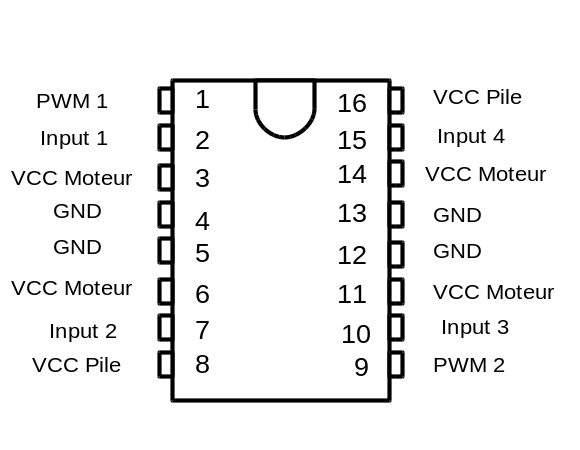 PWM 1 1 16 VCC Pile
Input 1 2 15 Input 4
VCC Moteur 3 14 VCC Moteur
GND 4 13 GND
GND 5 12 GND
VCC Moteur 6 11 VCC Moteur
Input 2 7 10 Input 3
VCC Pile 8 9 PWM 2